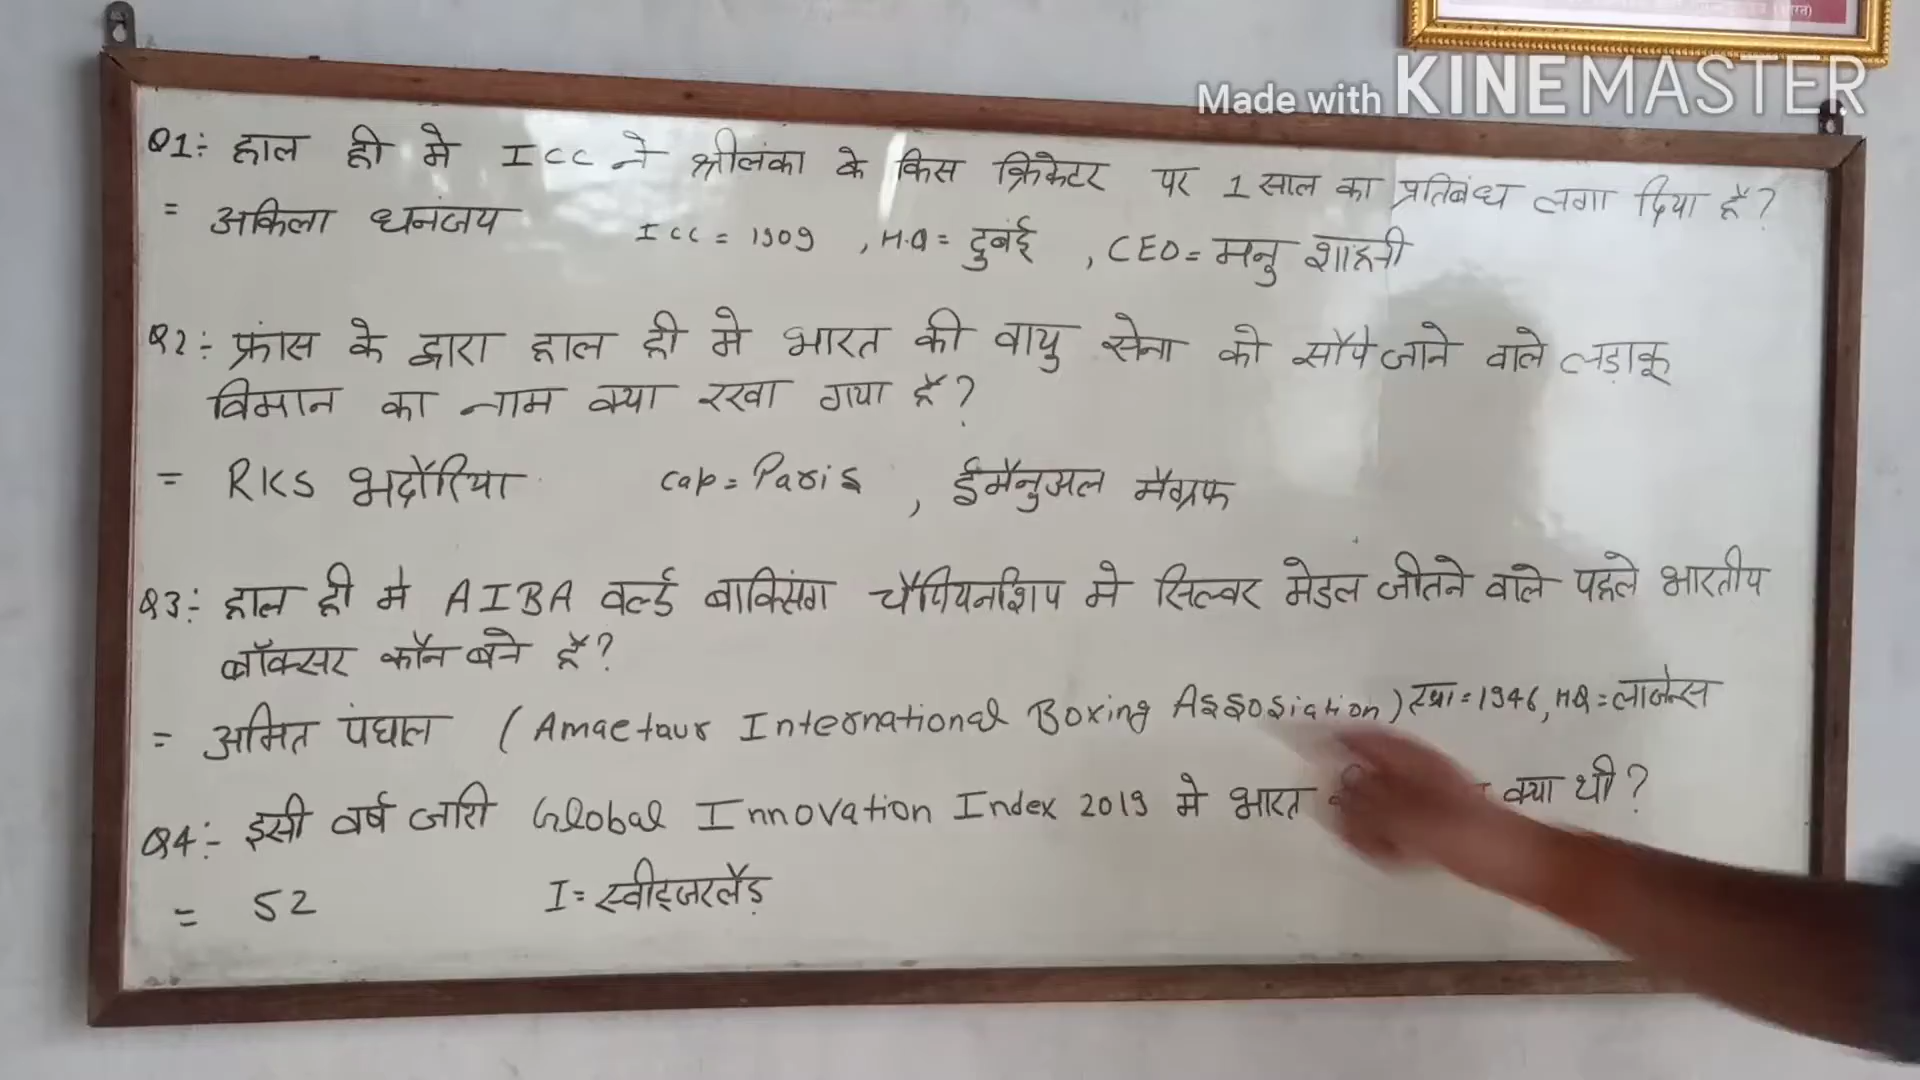 भारत)
Made with KINEMASTER
Q1:- हाल ही मे ICC ने श्रीलंका के किस क्रिकेटर पर 1 साल का प्रतिबंध लगा दिया है?
= अकिला धनंजय ICC = 1909 , H.Q = दुबई , CEO = मनु शाहनी
Q2:- फ्रांस के द्वारा हाल ही मे भारत की वायु सेना को सौपे जाने वाले लड़ाकू
विमान का नाम क्या रखा गया है?
= RKS भदौरिया cap = Paris , ईमैनुअल मैग्रफ
Q3:- हाल ही मे AIBA वर्ल्ड बाक्सिंग चैपियनशिप मे सिल्वर मेडल जीतने वाले पहले भारतीय
बॉक्सर कौन बने है?
= अमित पंघाल (Amaetaur International Boxing Assosiation) स्था = 1946, HQ = लाजेन्स
Q4:- इसी वर्ष जारी Global Innovation Index 2019 मे भारत क्या थी?
= 52 I = स्वीट्जरलैंड